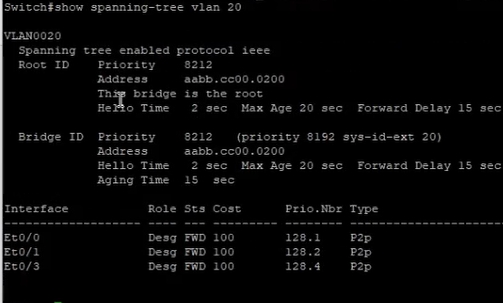 Switch#show spanning-tree vlan 20
VLAN0020
Spanning tree enabled protocol ieee
Root ID Priority 8212
Address aabb.cc00.0200
This bridge is the root
Hello Time 2 sec Max Age 20 sec Forward Delay 15 sec
Bridge ID Priority 8212 (priority 8192 sys-id-ext 20)
Address aabb.cc00.0200
Hello Time 2 sec Max Age 20 sec Forward Delay 15 sec
Aging Time 15 sec
Interface Role Sts Cost Prio.Nbr Type
------------------- ---- --- --------- -------- --------------------------------
Et0/0 Desg FWD 100 128.1 P2p
Et0/1 Desg FWD 100 128.2 P2p
Et0/3 Desg FWD 100 128.4 P2p